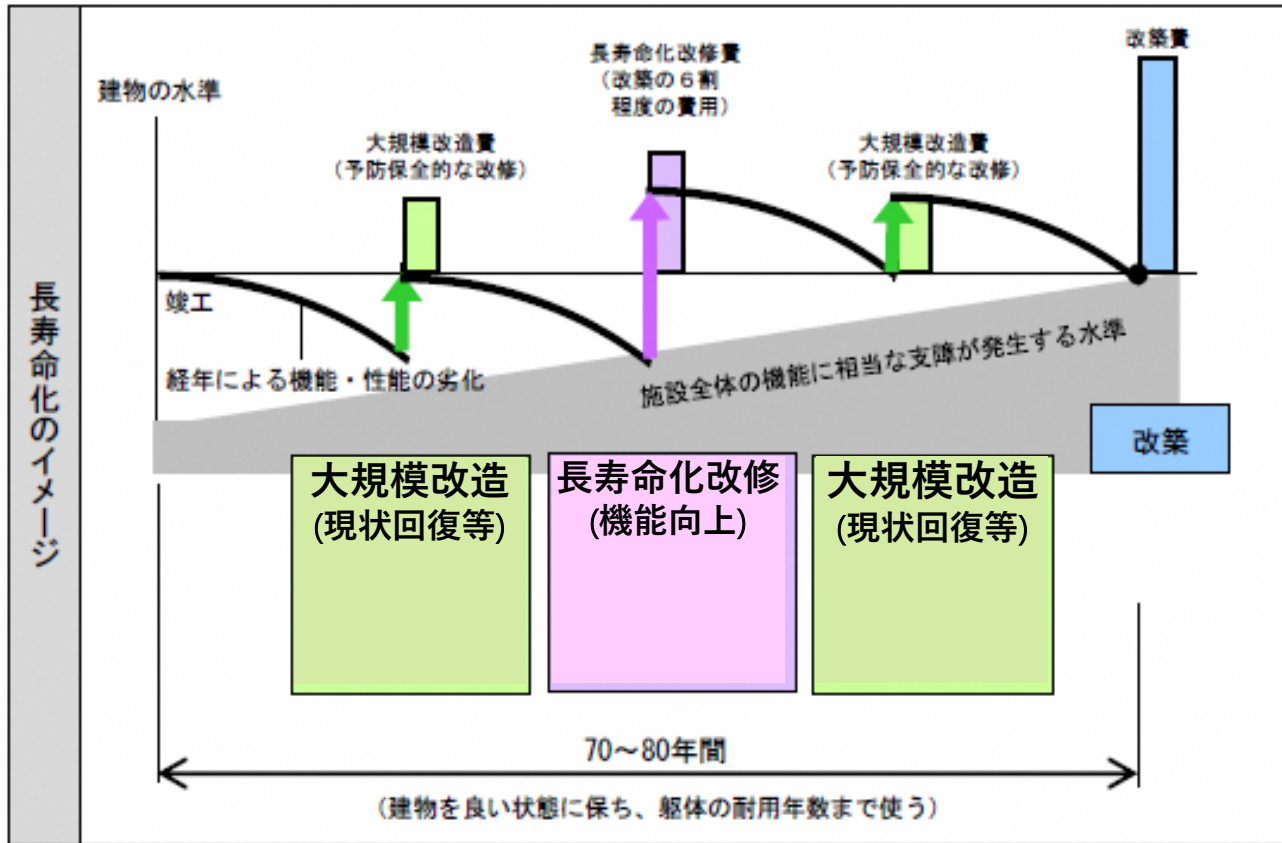 長寿命化のイメージ
建物の水準
大規模改造費
(予防保全的な改修)
長寿命化改修費
(改築の6割
程度の費用)
大規模改造費
(予防保全的な改修)
改築費
竣工
経年による機能・性能の劣化
施設全体の機能に相当な支障が発生する水準
改築
大規模改造
(現状回復等)
長寿命化改修
(機能向上)
大規模改造
(現状回復等)
70~80年間
(建物を良い状態に保ち、躯体の耐用年数まで使う)